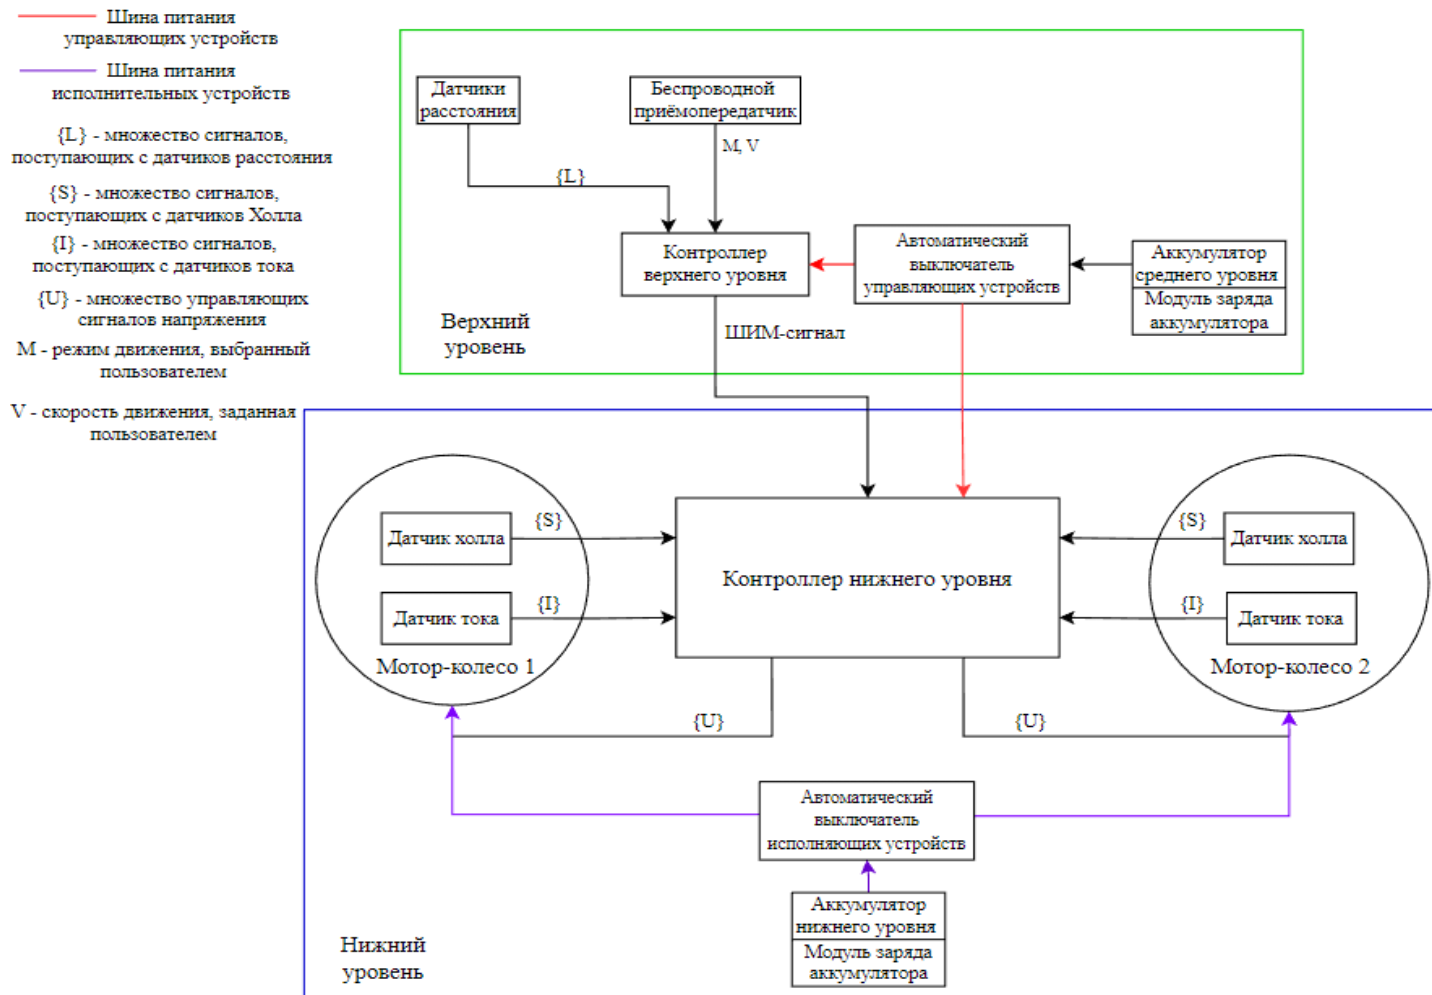 Шина питания
управляющих устройств
Шина питания
исполнительных устройств
{L} - множество сигналов,
поступающих с датчиков расстояния
{S} - множество сигналов,
поступающих с датчиков Холла
{I} - множество сигналов,
поступающих с датчиков тока
{U} - множество управляющих
сигналов напряжения
M - режим движения, выбранный
пользователем
V - скорость движения, заданная
пользователем
Датчики
расстояния
Беспроводной
приёмопередатчик
{L}
M, V
Контроллер
верхнего уровня
Автоматический
выключатель
управляющих устройств
Аккумулятор
среднего уровня
Модуль заряда
аккумулятора
Верхний
уровень
ШИМ-сигнал
Датчик холла
{S}
Датчик тока
{I}
Мотор-колесо 1
Контроллер нижнего уровня
{S}
Датчик холла
{I}
Датчик тока
Мотор-колесо 2
{U}
{U}
Автоматический
выключатель
исполняющих устройств
Аккумулятор
нижнего уровня
Модуль заряда
аккумулятора
Нижний
уровень